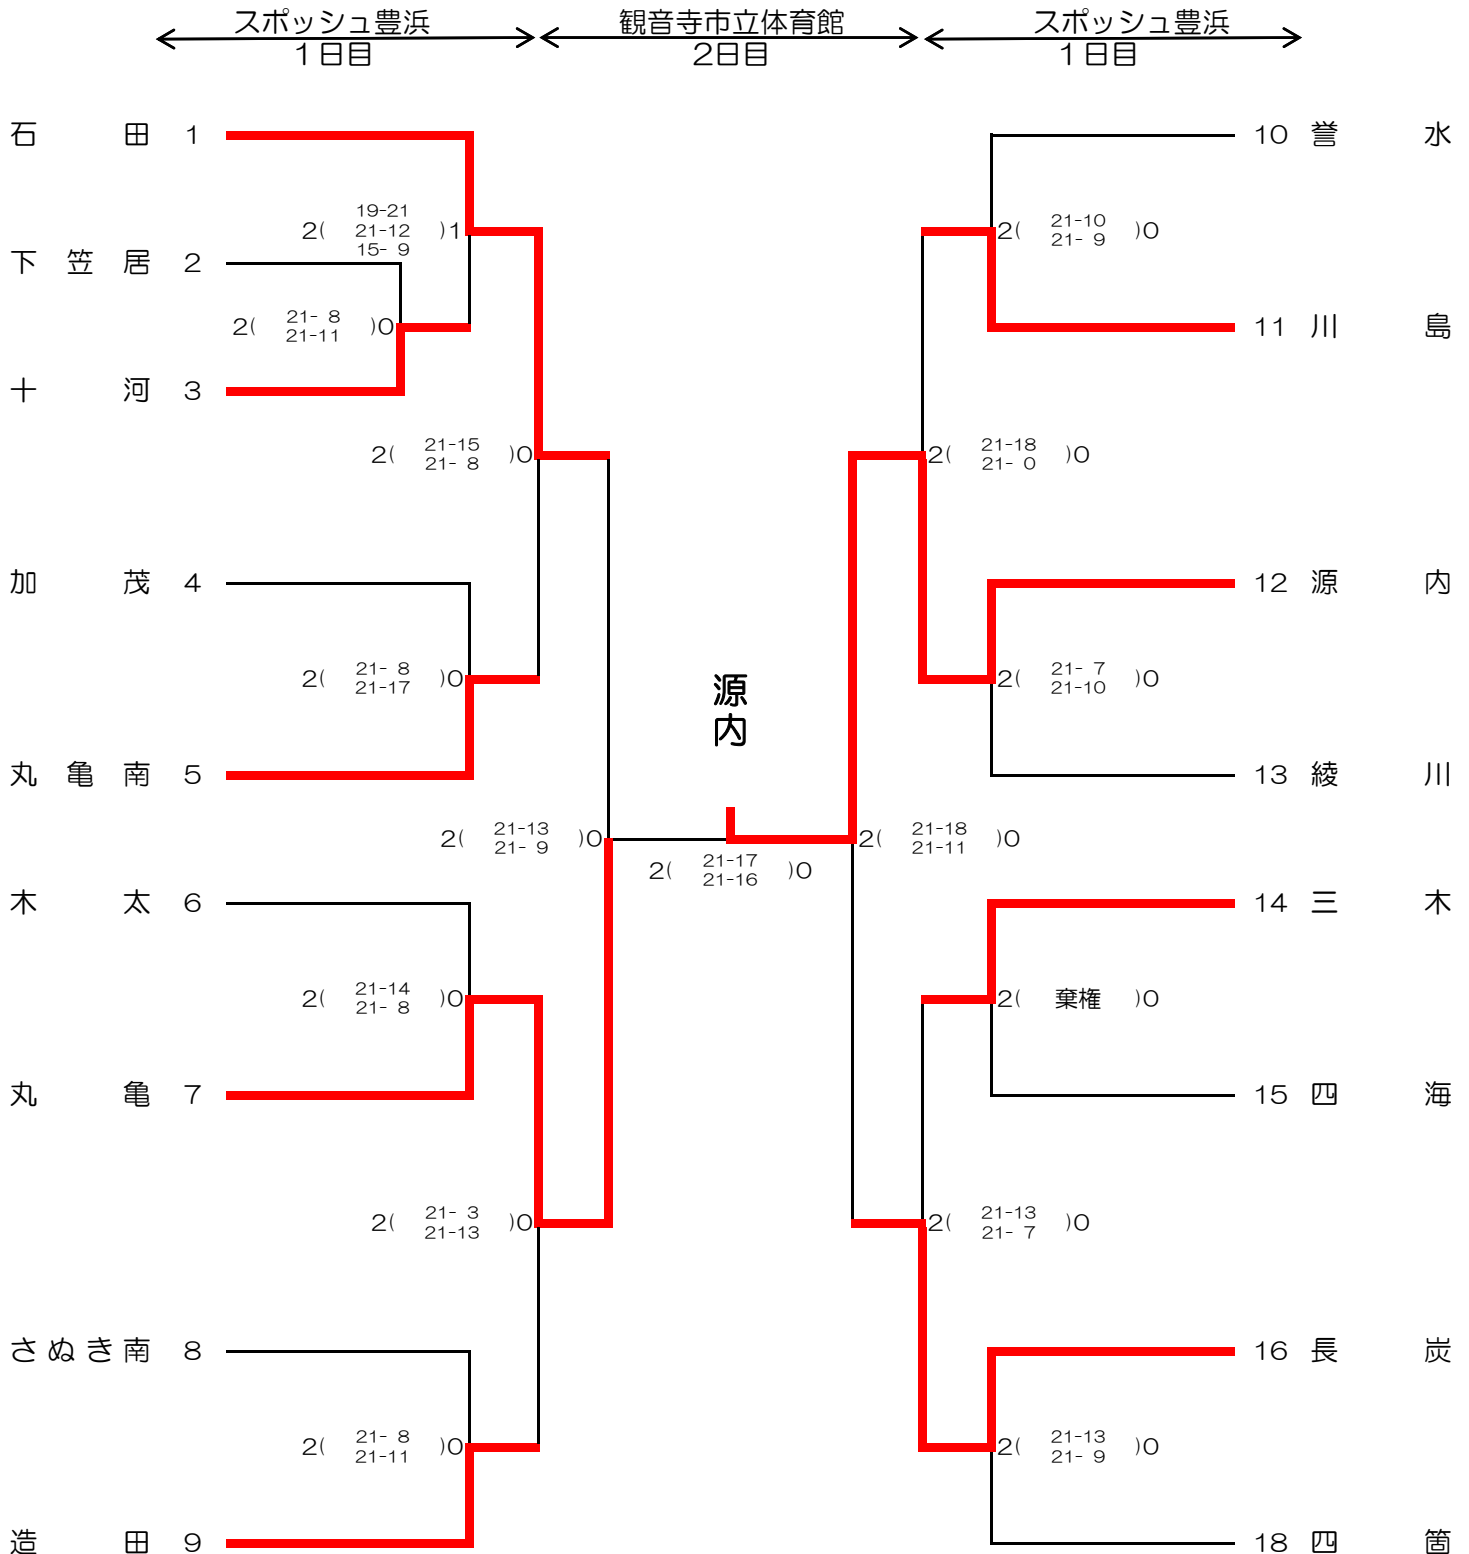 スポッシュ豊浜 観音寺市立体育館 スポッシュ豊浜
１日目 2日目 １日目
石田 1
10 誉水
19-21
2( 21-12 )1
15- 9
21-10
2( )0
21- 9
下笠居 2
21- 8
2( )0
21-11
11 川島
十河 3
21-15
2( )0
21- 8
21-18
2( )0
21- 0
加茂 4
12 源内
21- 8
2( )0
21-17
源内
21- 7
2( )0
21-10
丸亀南 5
13 綾川
21-13
2( )0
21- 9
21-17
2( )0
21-16
21-18
2( )0
21-11
木太 6
14 三木
21-14
2( )0
21- 8
2( 棄権 )0
丸亀 7
15 四海
21- 3
2( )0
21-13
21-13
2( )0
21- 7
さぬき南 8
16 長炭
21- 8
2( )0
21-11
21-13
2( )0
21- 9
造田 9
18 四箇